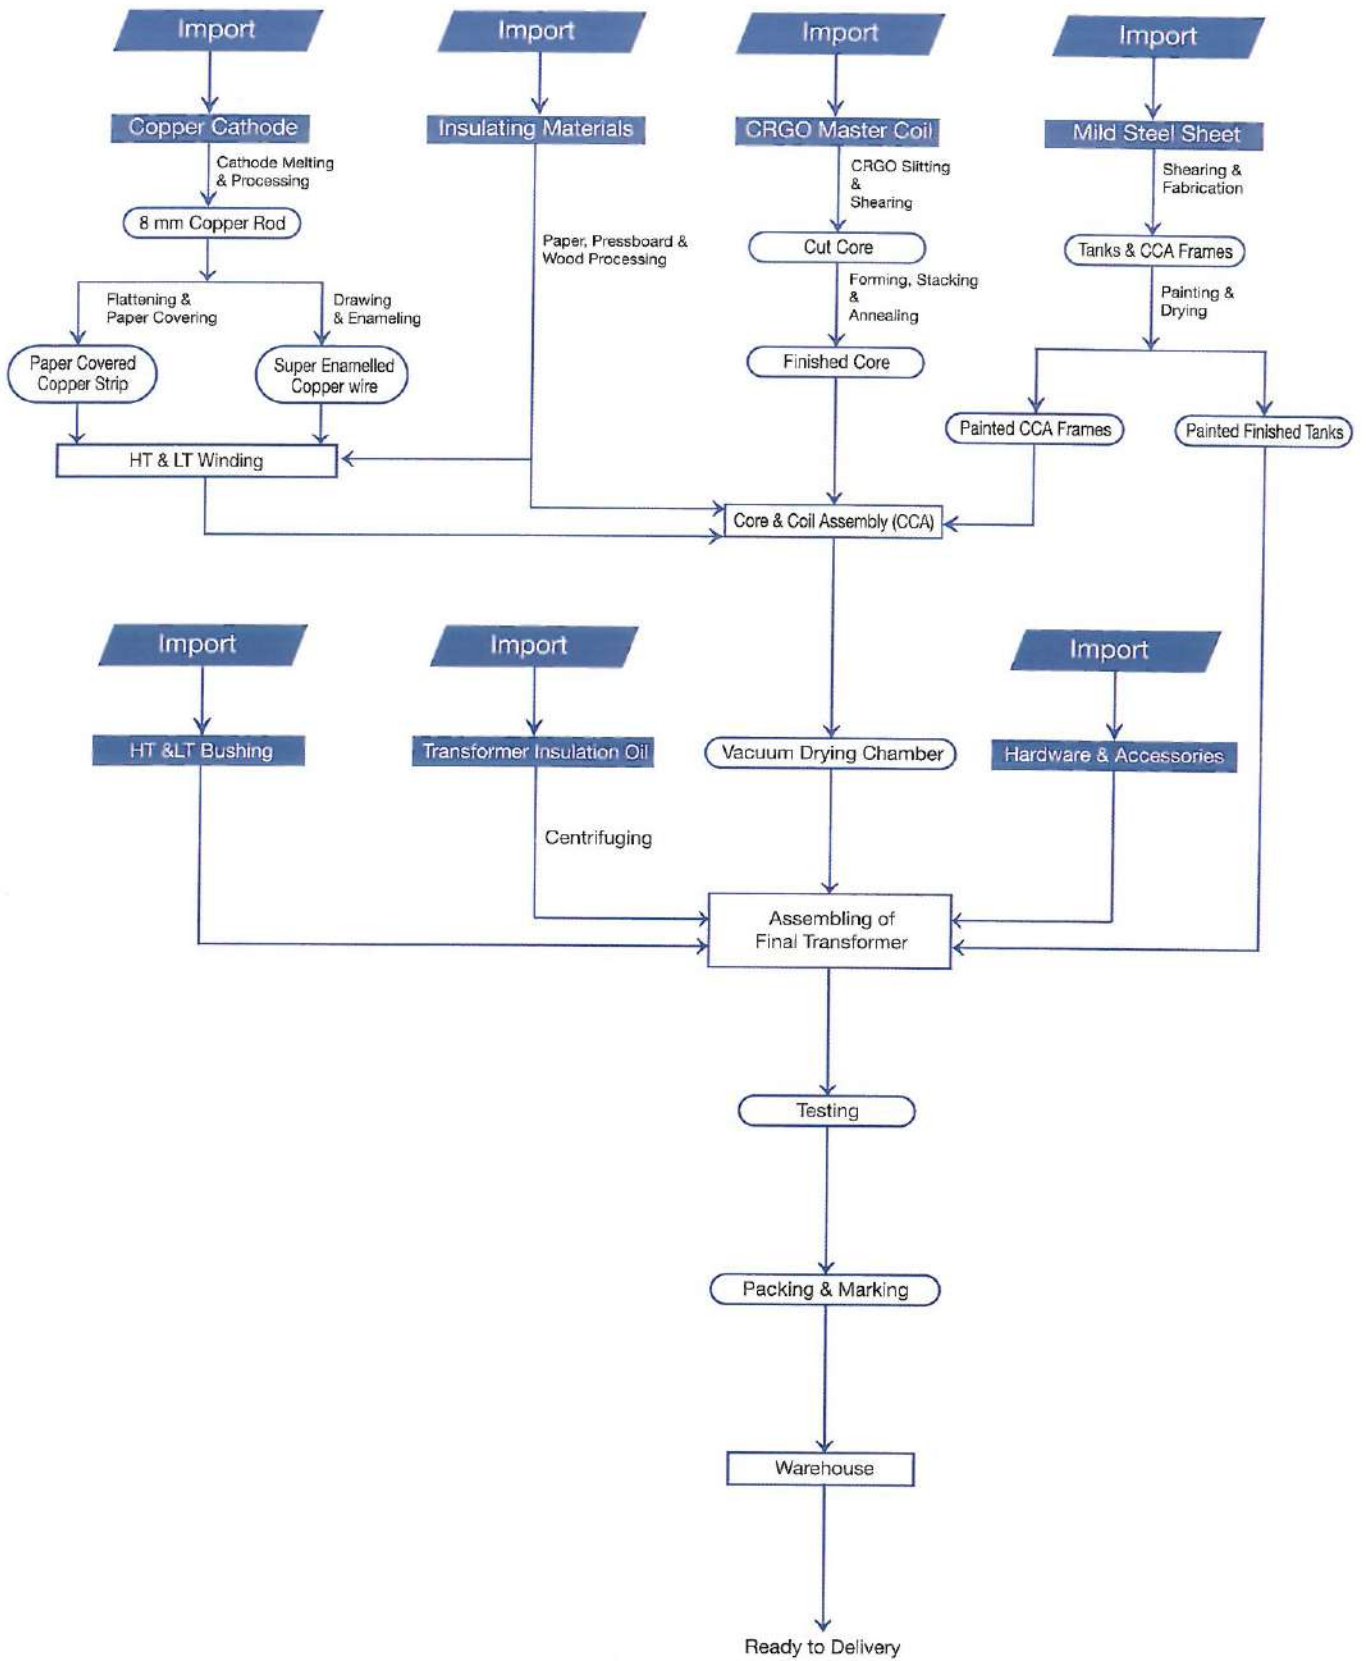 Import
Import
Import
Import
Copper Cathode
Insulating Materials
CRGO Master Coil
Mild Steel Sheet
Cathode Melting
& Processing
CRGO Slitting
&
Shearing
Shearing &
Fabrication
8 mm Copper Rod
Paper, Pressboard &
Wood Processing
Cut Core
Tanks & CCA Frames
Flattening &
Paper Covering
Drawing
& Enameling
Forming, Stacking
&
Annealing
Painting &
Drying
Paper Covered
Copper Strip
Super Enamelled
Copper wire
Finished Core
Painted CCA Frames
Painted Finished Tanks
HT & LT Winding
Core & Coil Assembly (CCA)
Import
Import
Import
HT &LT Bushing
Transformer Insulation Oil
Vacuum Drying Chamber
Hardware & Accessories
Centrifuging
Assembling of
Final Transformer
Testing
Packing & Marking
Warehouse
Ready to Delivery